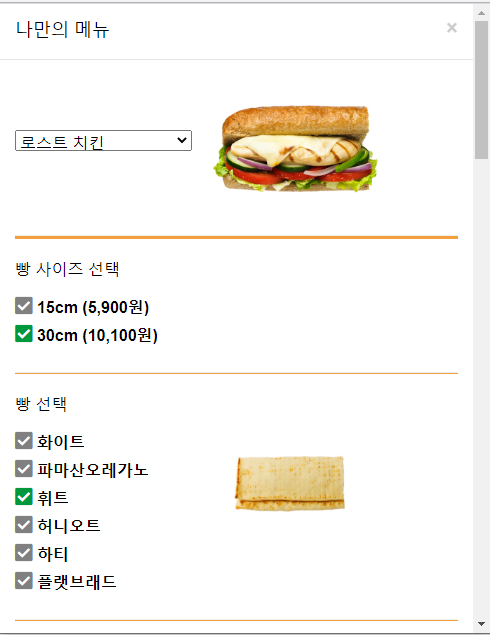 나만의 메뉴
×
로스트 치킨
빵 사이즈 선택
15cm (5,900원)
30cm (10,100원)
빵 선택
화이트
파마산오레가노
휘트
허니오트
하티
플랫브래드